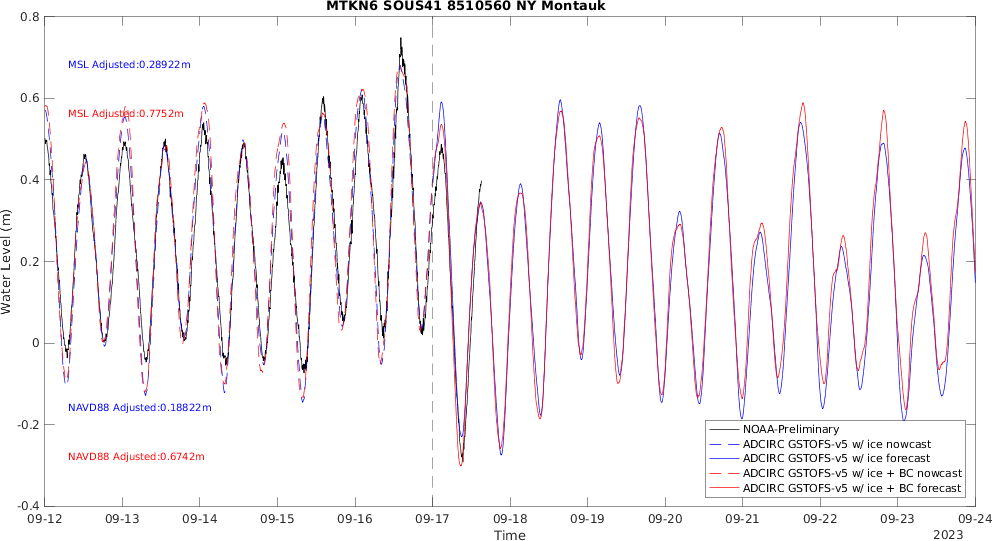 MTKN6 SOUS41 8510560 NY Montauk
0.8
0.6
0.4
0.2
0
-0.2
-0.4
Water Level (m)
MSL Adjusted:0.28922m
MSL Adjusted:0.7752m
NAVD88 Adjusted:0.18822m
NAVD88 Adjusted:0.6742m
NOAA-Preliminary
ADCIRC GSTOFS-v5 w/ ice nowcast
ADCIRC GSTOFS-v5 w/ ice forecast
ADCIRC GSTOFS-v5 w/ ice + BC nowcast
ADCIRC GSTOFS-v5 w/ ice + BC forecast
09-12 09-13 09-14 09-15 09-16 09-17 09-18 09-19 09-20 09-21 09-22 09-23 09-24
Time
2023